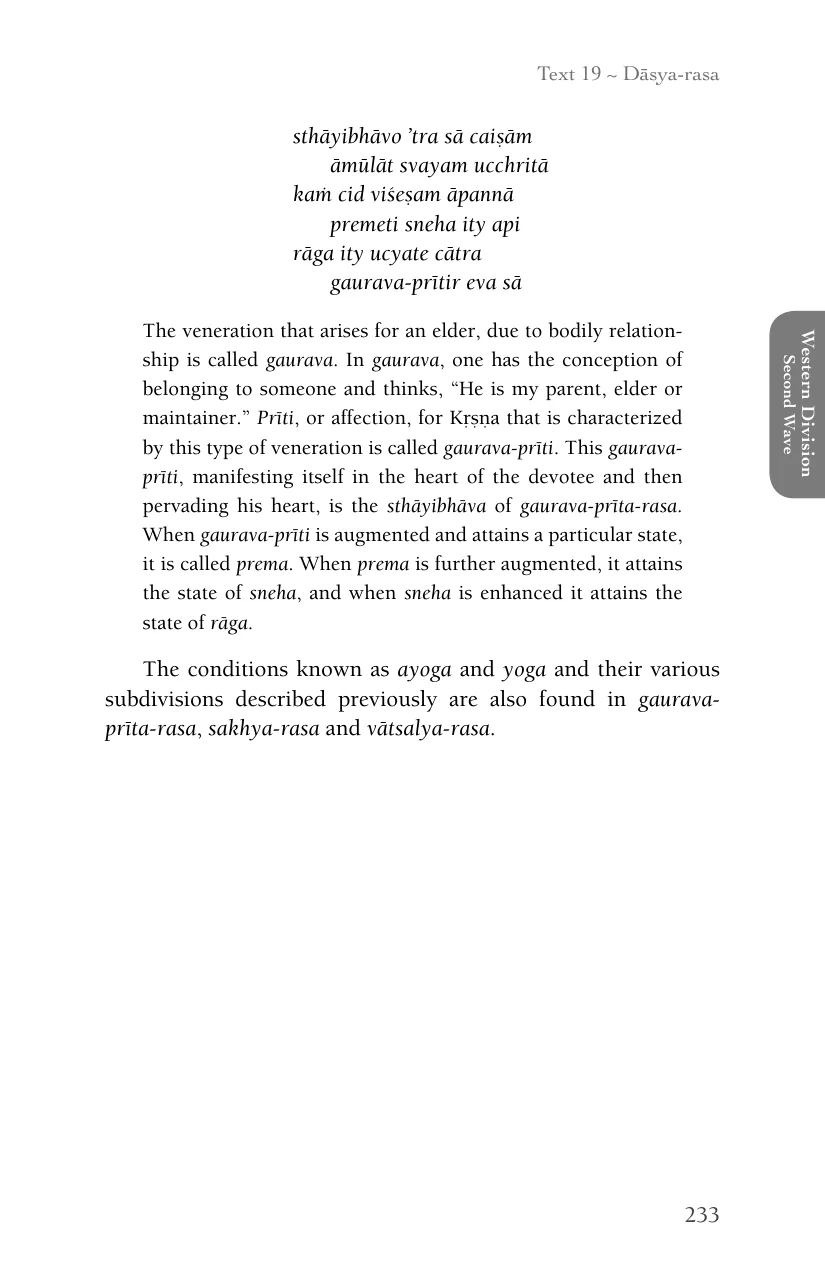 Text 19 ~ Dāsya-rasa
sthāyibhāvo ’tra sā caiṣām
āmūlāt svayam ucchritā
kaṁ cid viśeṣam āpannā
premeti sneha ity api
rāga ity ucyate cātra
gaurava-prītir eva sā
The veneration that arises for an elder, due to bodily relation-
ship is called gaurava. In gaurava, one has the conception of
belonging to someone and thinks, “He is my parent, elder or
maintainer.” Prīti, or affection, for Kṛṣṇa that is characterized
by this type of veneration is called gaurava-prīti. This gaurava-
prīti, manifesting itself in the heart of the devotee and then
pervading his heart, is the sthāyibhāva of gaurava-prīta-rasa.
When gaurava-prīti is augmented and attains a particular state,
it is called prema. When prema is further augmented, it attains
the state of sneha, and when sneha is enhanced it attains the
state of rāga.
The conditions known as ayoga and yoga and their various
subdivisions described previously are also found in gaurava-
prīta-rasa, sakhya-rasa and vātsalya-rasa.
Western Division
Second Wave
233